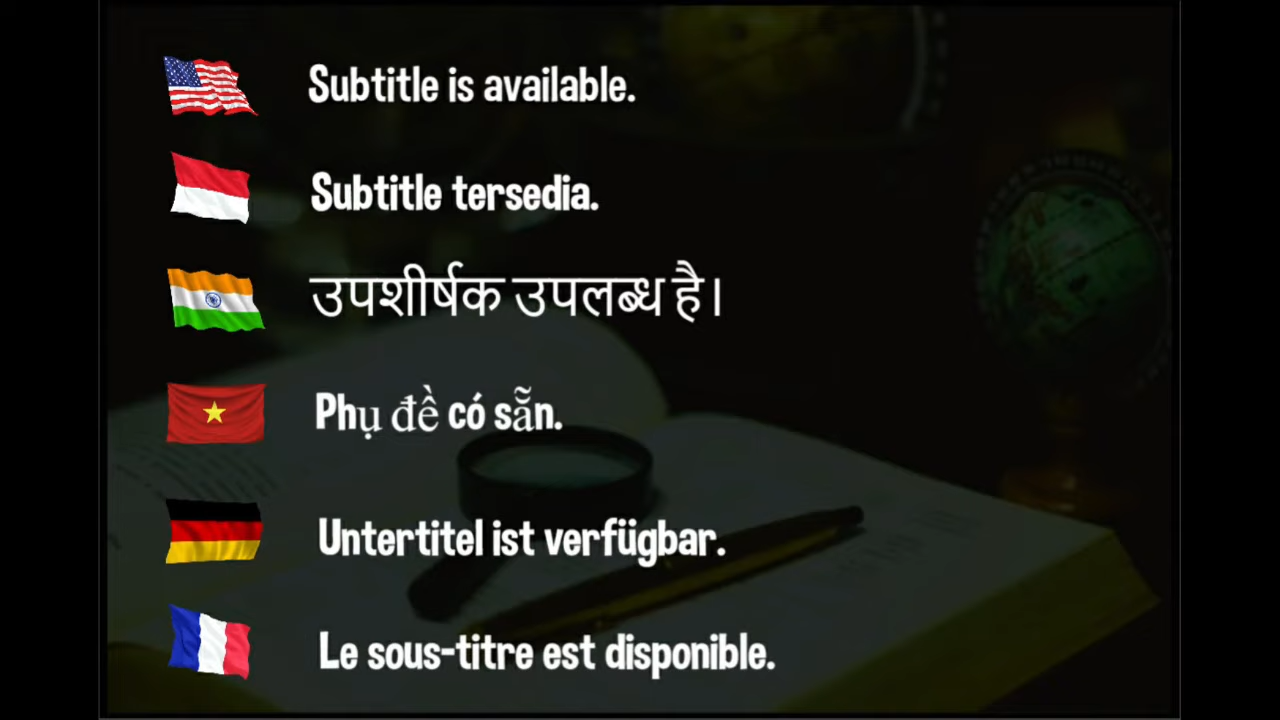 Subtitle is available.
Subtitle tersedia.
उपशीर्षक उपलब्ध है।
Phụ đề có sẵn.
Untertitel ist verfügbar.
Le sous-titre est disponible.